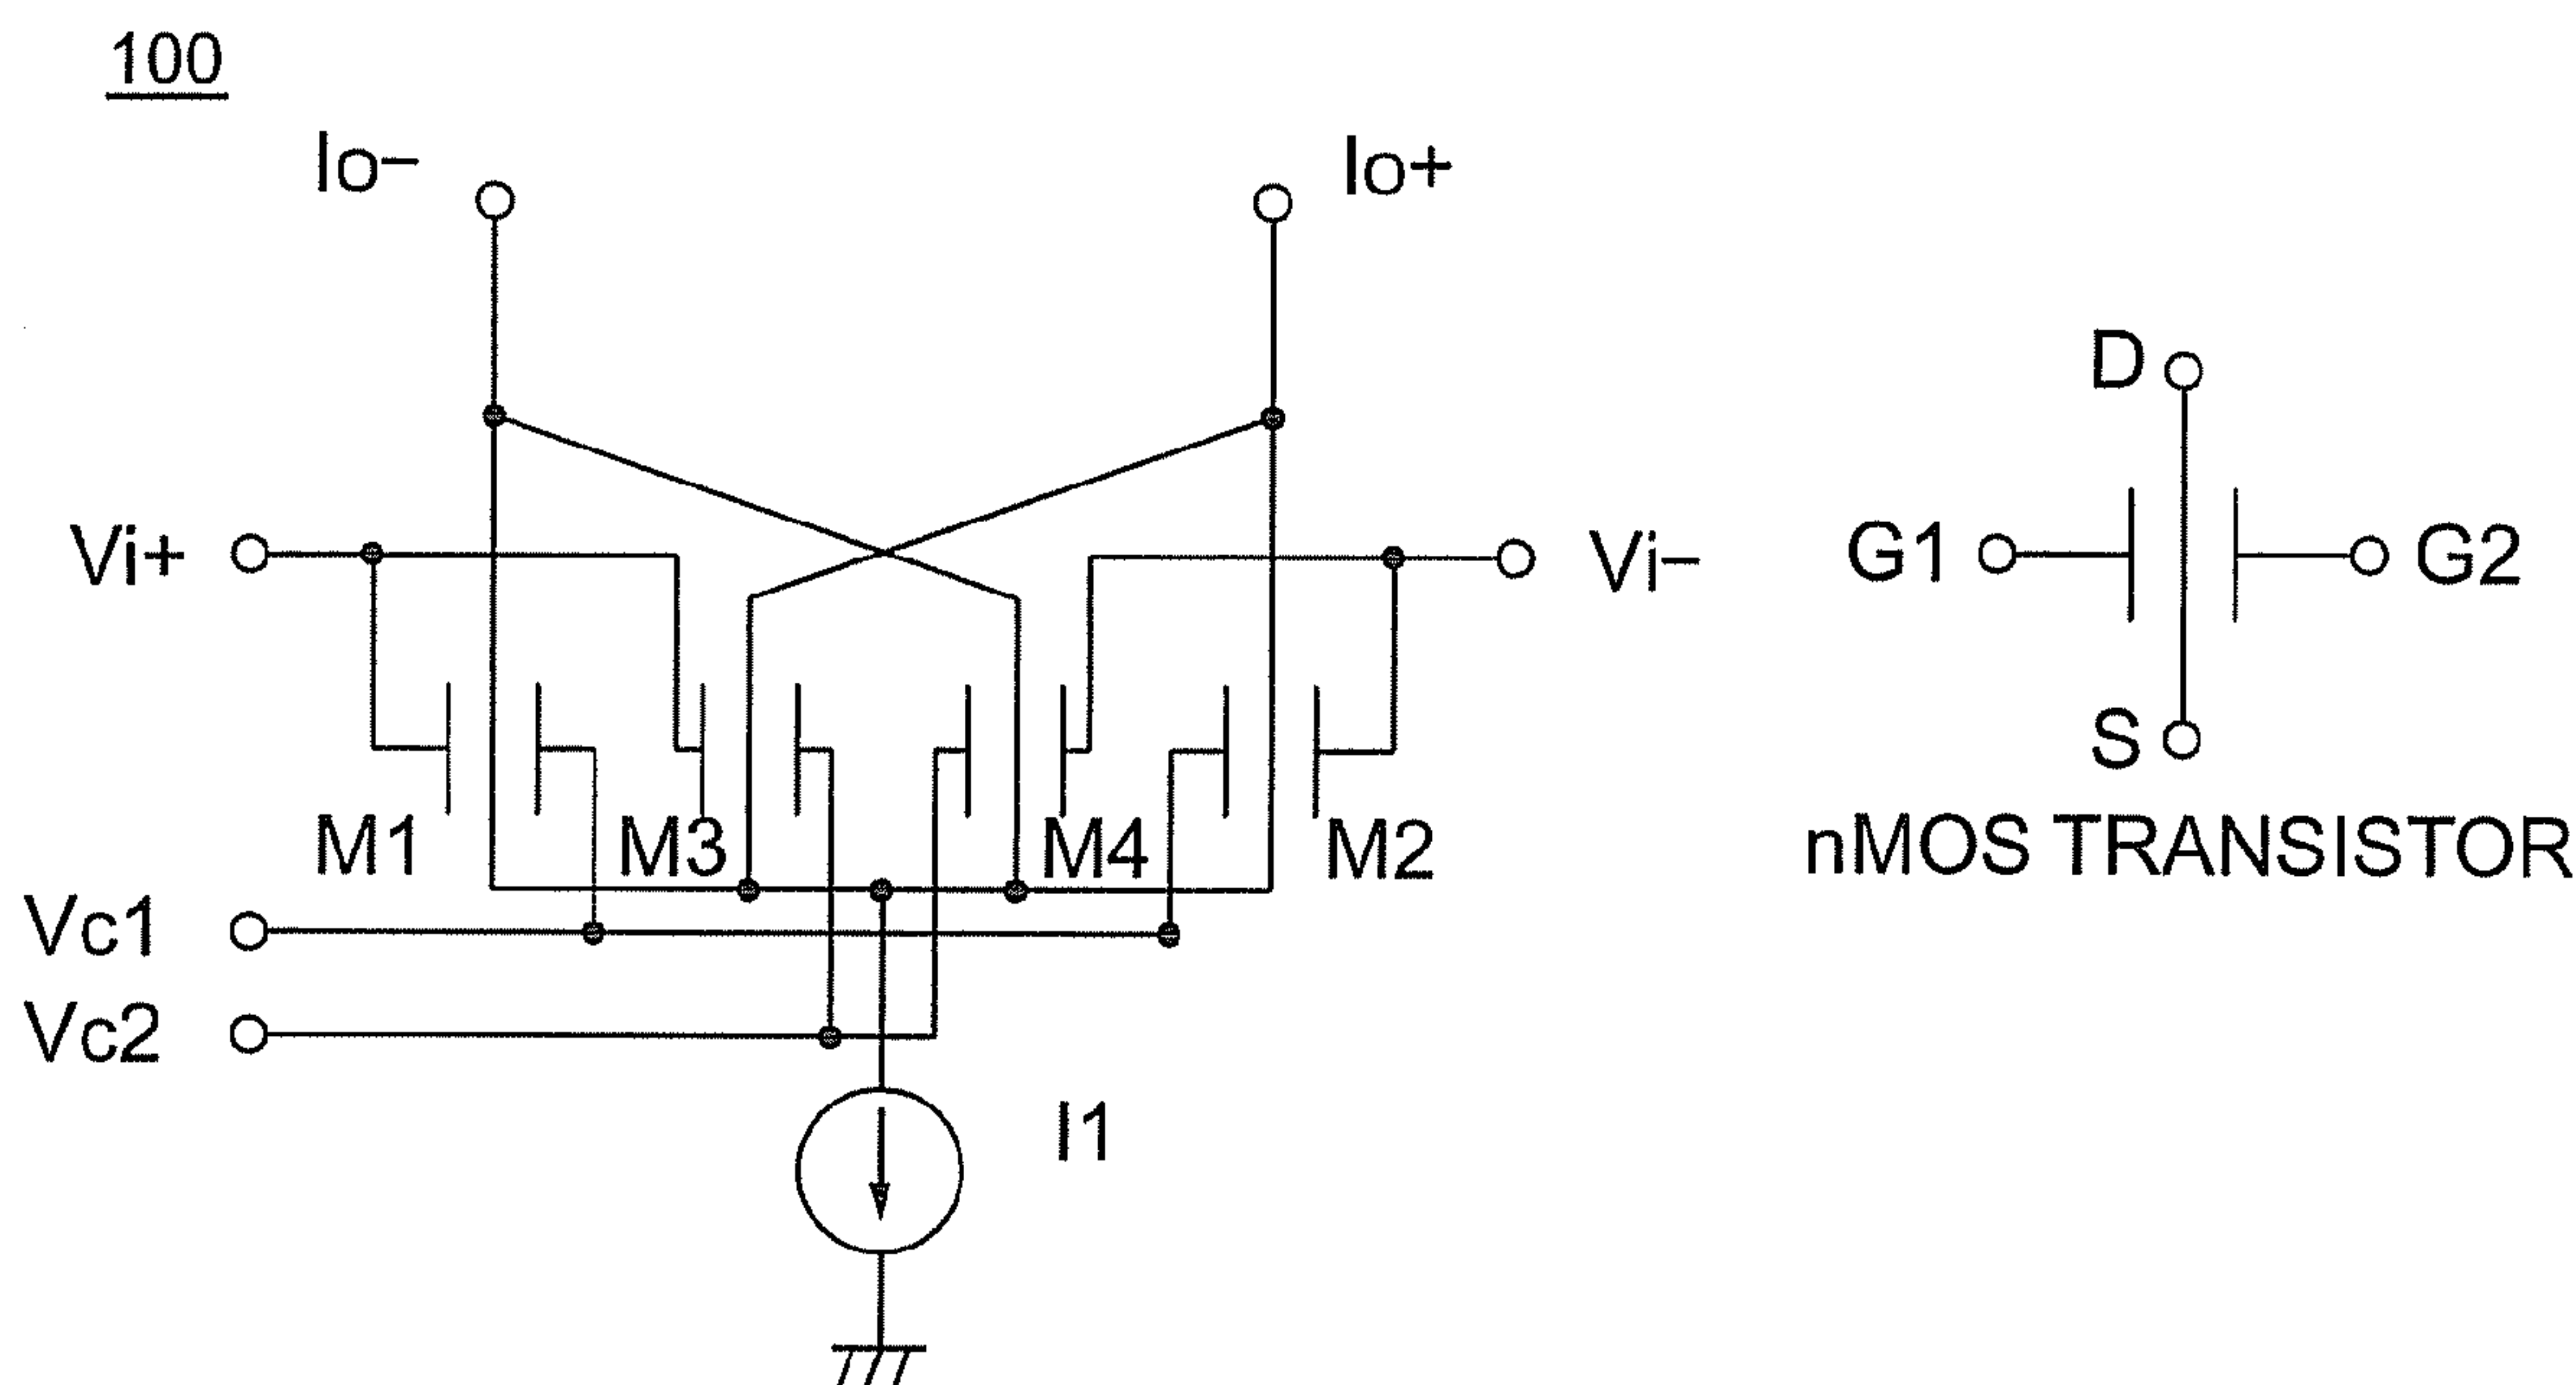 100
Io−
Io+
D
Vi+
Vi−
G1
G2
S
M1
M3
M4
M2
nMOS TRANSISTOR
Vc1
Vc2
I1